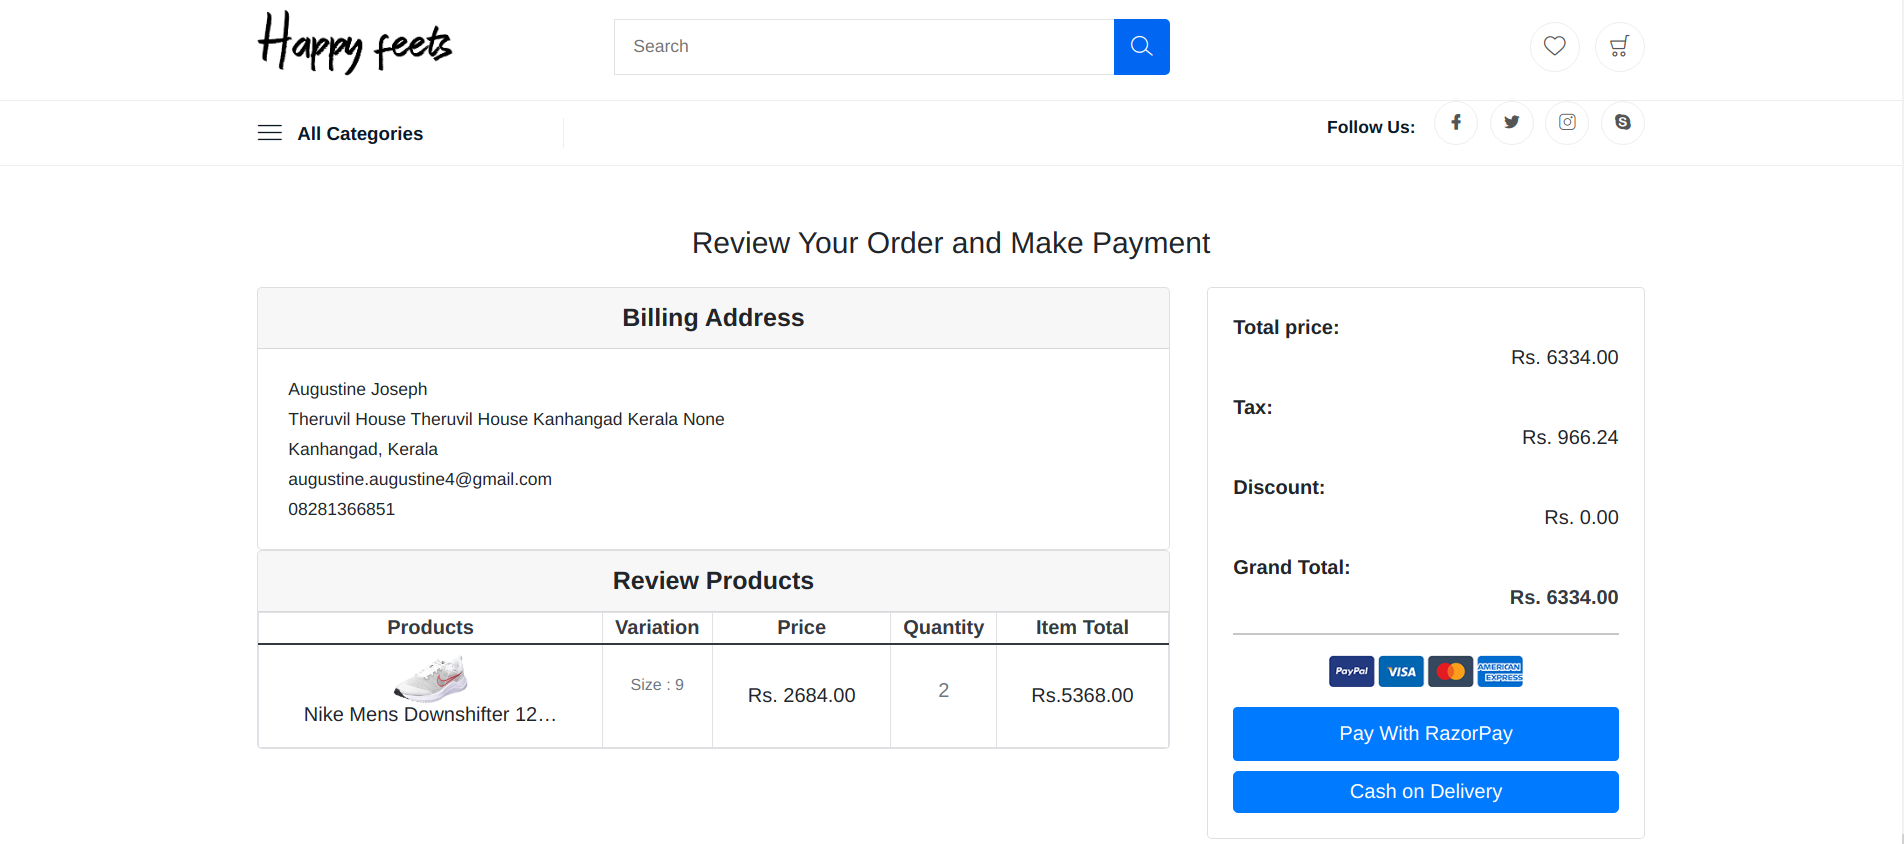 Happy feets
Search
All Categories
Follow Us:
Review Your Order and Make Payment
Billing Address
Augustine Joseph
Theruvil House Theruvil House Kanhangad Kerala None
Kanhangad, Kerala
augustine.augustine4@gmail.com
08281366851
Review Products
Products Variation Price Quantity Item Total
Size : 9 Rs. 2684.00 2 Rs.5368.00
Nike Mens Downshifter 12…
Total price:
Rs. 6334.00
Tax:
Rs. 966.24
Discount:
Rs. 0.00
Grand Total:
Rs. 6334.00
PayPal VISA AMERICAN EXPRESS
Pay With RazorPay
Cash on Delivery